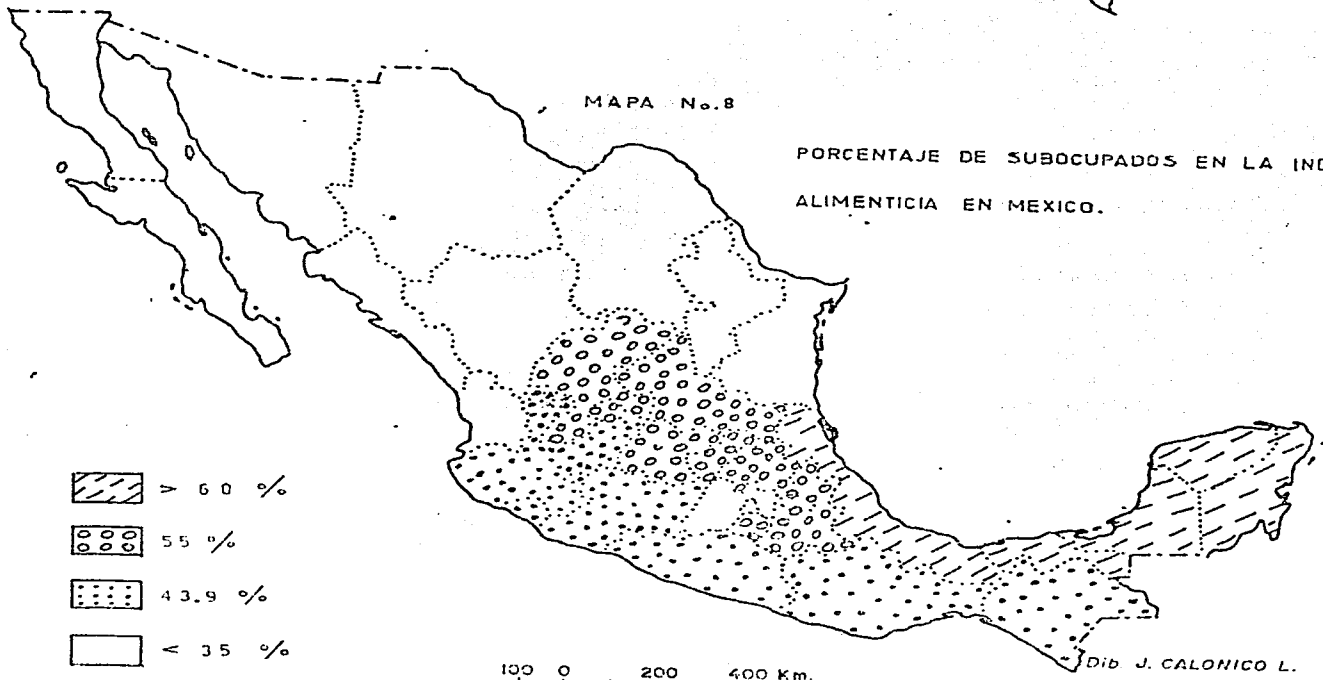 MAPA No.8
PORCENTAJE DE SUBOCUPADOS EN LA IND
ALIMENTICIA EN MEXICO.
> 60 %
55 %
43.9 %
< 35 %
100 0 200 400 Km.
Dib. J. CALONICO L.